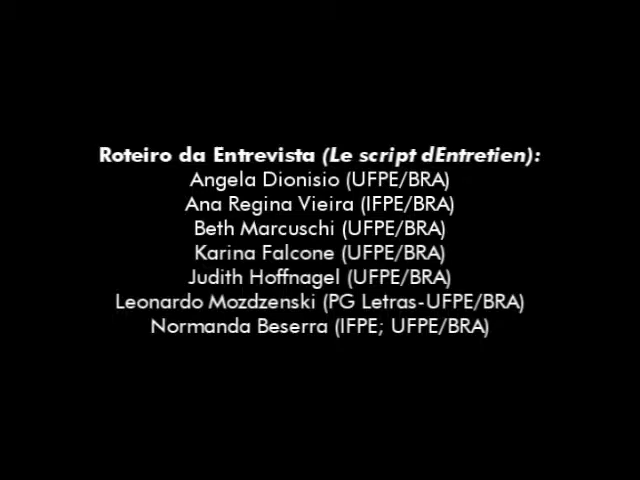 Roteiro da Entrevista (Le script dEntretien):
Angela Dionisio (UFPE/BRA)
Ana Regina Vieira (IFPE/BRA)
Beth Marcuschi (UFPE/BRA)
Karina Falcone (UFPE/BRA)
Judith Hoffnagel (UFPE/BRA)
Leonardo Mozdzenski (PG Letras-UFPE/BRA)
Normanda Beserra (IFPE; UFPE/BRA)